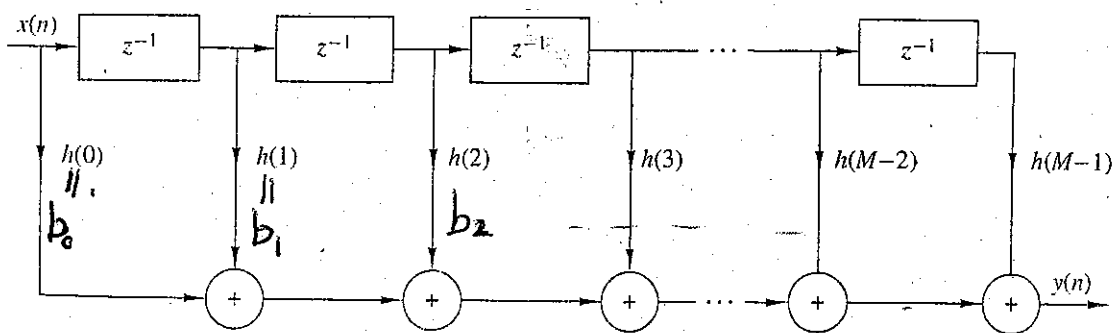 x(n)
z⁻¹ z⁻¹ z⁻¹ ... z⁻¹
h(0) h(1) h(2) h(3) h(M−2) h(M−1)
|| ||
b₀ b₁ b₂
+ + + ... + +
y(n)